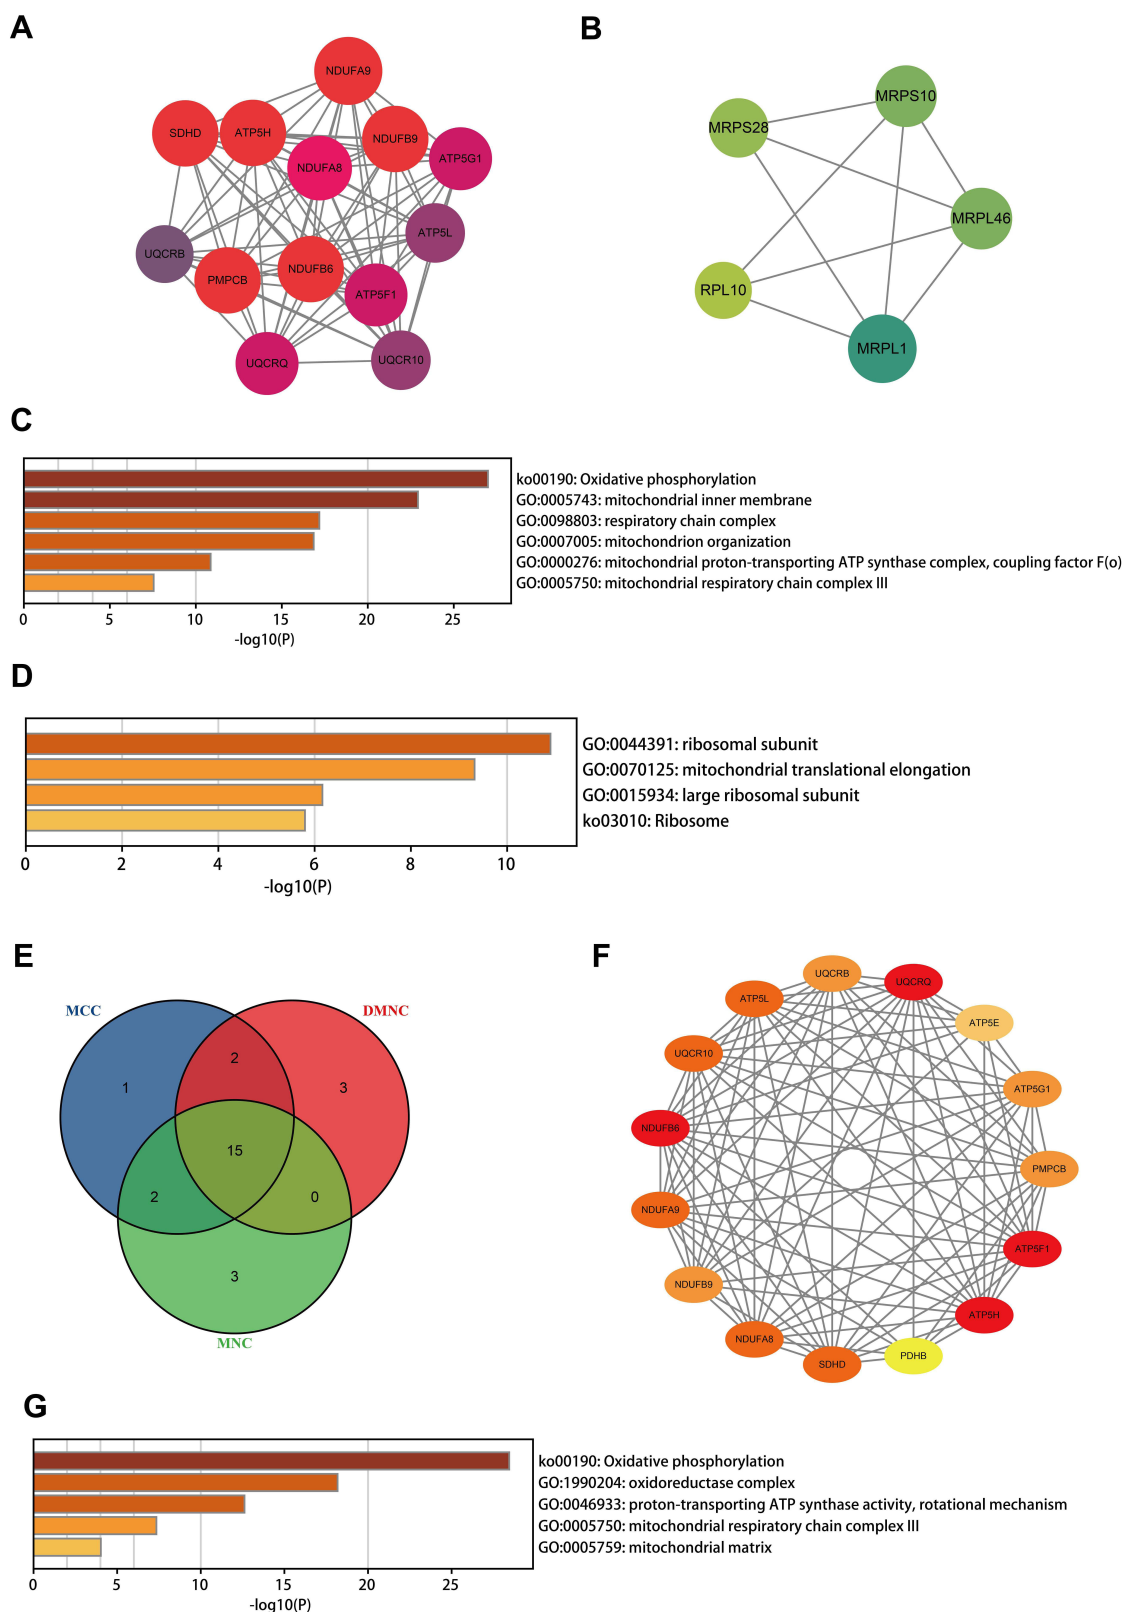 A
B
NDUFA9
SDHD
ATP5H
NDUFB9
NDUFA8
ATP5G1
ATP5L
UQCRB
NDUFB6
PMPCB
ATP5F1
UQCRQ
UQCR10
MRPS10
MRPS28
MRPL46
RPL10
MRPL1
C
ko00190: Oxidative phosphorylation
GO:0005743: mitochondrial inner membrane
GO:0098803: respiratory chain complex
GO:0007005: mitochondrion organization
GO:0000276: mitochondrial proton-transporting ATP synthase complex, coupling factor F(o)
GO:0005750: mitochondrial respiratory chain complex III
0 5 10 15 20 25
-log10(P)
D
GO:0044391: ribosomal subunit
GO:0070125: mitochondrial translational elongation
GO:0015934: large ribosomal subunit
ko03010: Ribosome
0 2 4 6 8 10
-log10(P)
E
MCC
DMNC
2
1
3
15
2
0
3
MNC
F
UQCRB
UQCRQ
ATP5L
ATP5E
UQCR10
ATP5G1
NDUFB6
PMPCB
NDUFA9
ATP5F1
NDUFB9
ATP5H
NDUFA8
PDHB
SDHD
G
ko00190: Oxidative phosphorylation
GO:1990204: oxidoreductase complex
GO:0046933: proton-transporting ATP synthase activity, rotational mechanism
GO:0005750: mitochondrial respiratory chain complex III
GO:0005759: mitochondrial matrix
0 5 10 15 20 25
-log10(P)